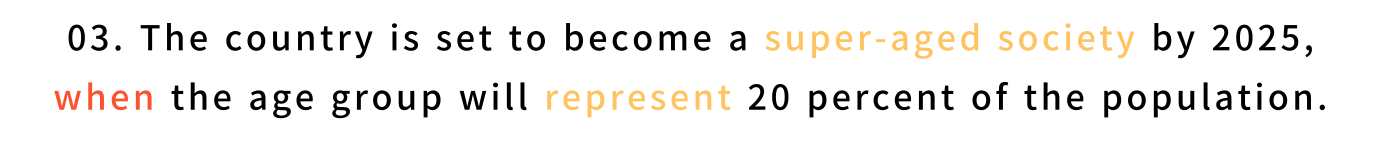 03. The country is set to become a super-aged society by 2025,
when the age group will represent 20 percent of the population.